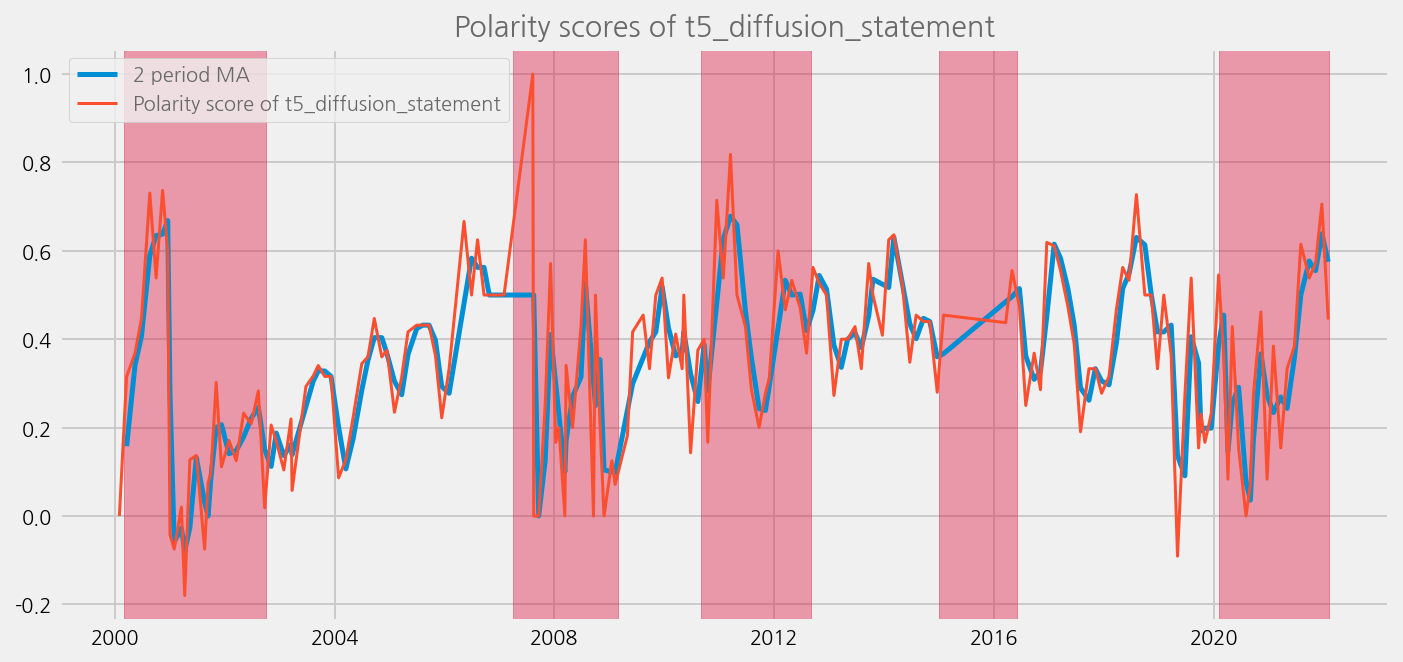 Polarity scores of t5_diffusion_statement
2 period MA
Polarity score of t5_diffusion_statement
1.0
0.8
0.6
0.4
0.2
0.0
-0.2
2000 2004 2008 2012 2016 2020